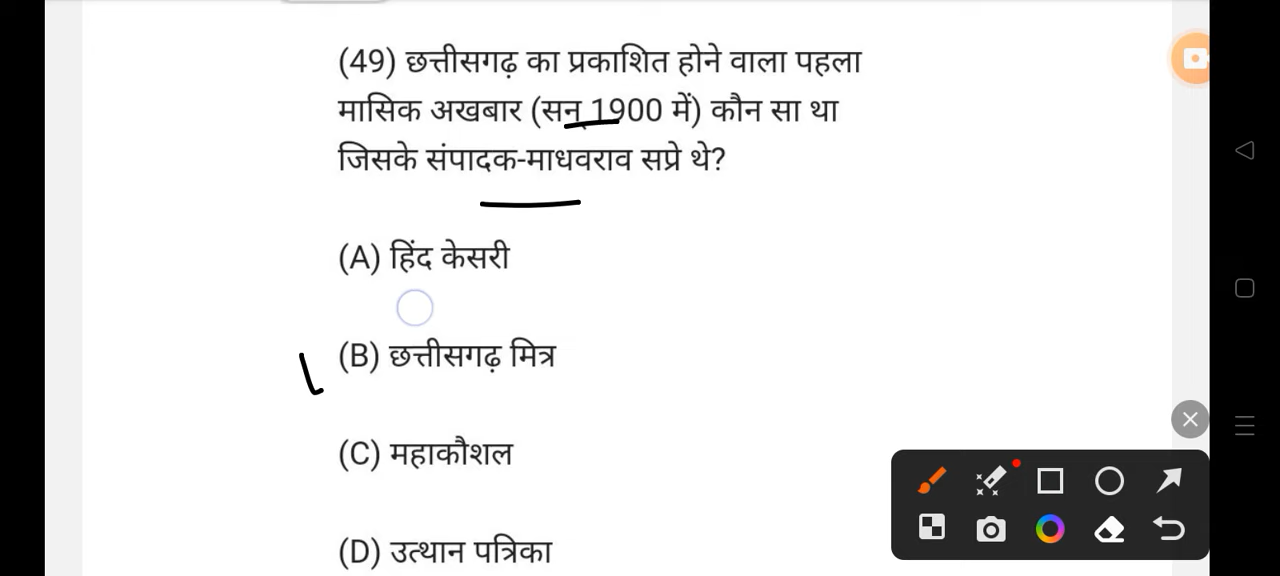 (49) छत्तीसगढ़ का प्रकाशित होने वाला पहला
मासिक अखबार (सन् 1900 में) कौन सा था
जिसके संपादक-माधवराव सप्रे थे?
(A) हिंद केसरी
(B) छत्तीसगढ़ मित्र
(C) महाकौशल
(D) उत्थान पत्रिका